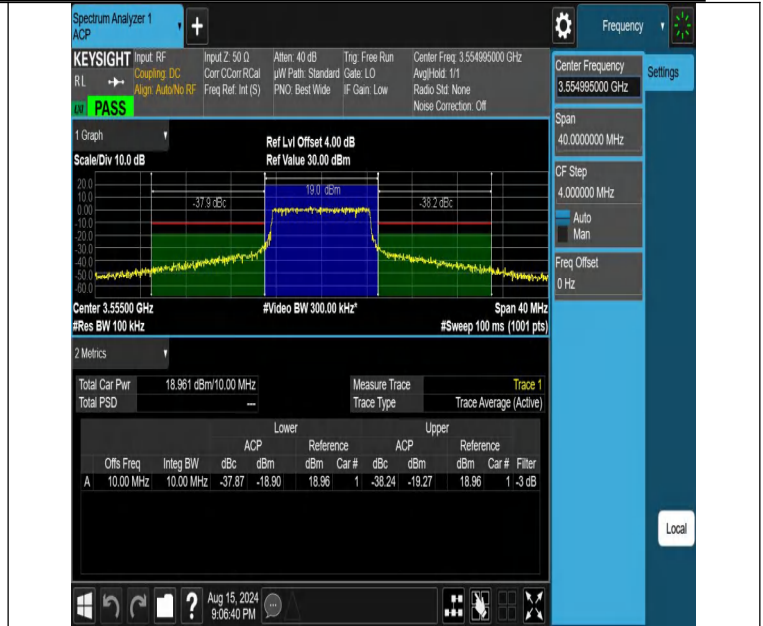 Spectrum Analyzer 1
ACP
+
Frequency
KEYSIGHT Input: RF Input Z: 50 Ω Atten: 40 dB Trig: Free Run Center Freq: 3.554995000 GHz
RL Coupling: DC Corr CCorr RCal µW Path: Standard Gate: LO Avg|Hold: 1/1
Align: Auto/No RF Freq Ref: Int (S) PNO: Best Wide IF Gain: Low Radio Std: None
PASS Noise Correction: Off
Center Frequency
3.554995000 GHz
Settings
Span
40.0000000 MHz
CF Step
4.000000 MHz
Auto
Man
Freq Offset
0 Hz
1 Graph
Ref Lvl Offset 4.00 dB
Scale/Div 10.0 dB Ref Value 30.00 dBm
20.0
10.0
0.00
-10.0
-20.0
-30.0
-40.0
-50.0
-60.0
-37.9 dBc 19.0 dBm -38.2 dBc
Center 3.55500 GHz #Video BW 300.00 kHz* Span 40 MHz
#Res BW 100 kHz #Sweep 100 ms (1001 pts)
2 Metrics
Total Car Pwr 18.961 dBm/10.00 MHz Measure Trace Trace 1
Total PSD --- Trace Type Trace Average (Active)
Lower Upper
ACP Reference ACP Reference
Offs Freq Integ BW dBc dBm dBm Car # dBc dBm dBm Car # Filter
A 10.00 MHz 10.00 MHz -37.87 -18.90 18.96 1 -38.24 -19.27 18.96 1 -3 dB
Local
? Aug 15, 2024
9:06:40 PM